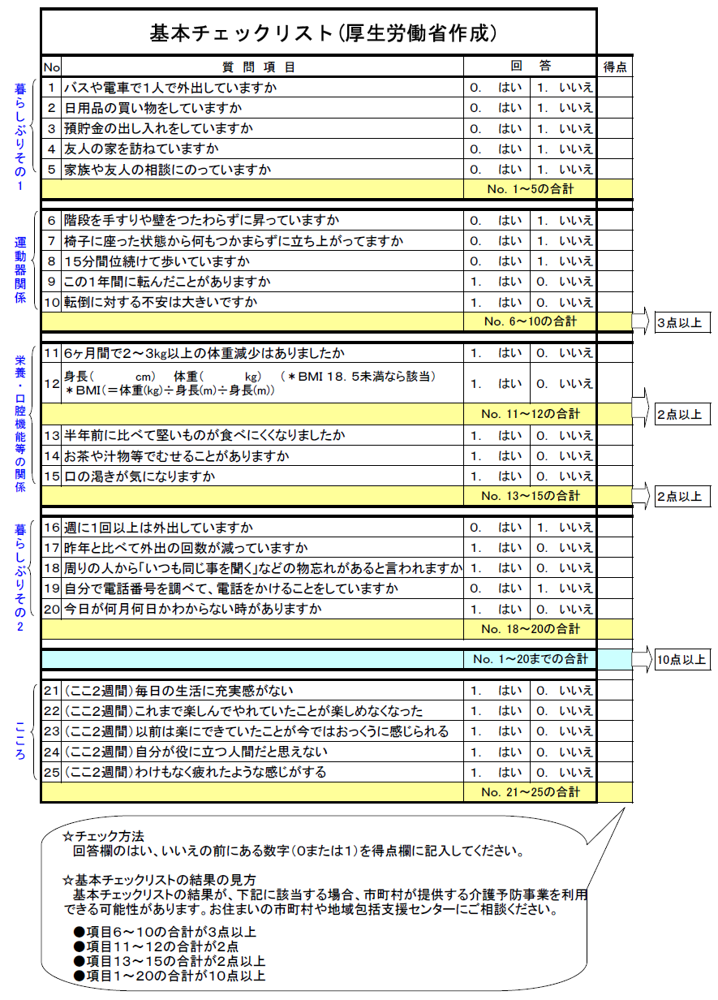 基本チェックリスト(厚生労働省作成)
No 質問項目 回答 得点
暮らしぶりその1
1 バスや電車で1人で外出していますか 0. はい 1. いいえ
2 日用品の買い物をしていますか 0. はい 1. いいえ
3 預貯金の出し入れをしていますか 0. はい 1. いいえ
4 友人の家を訪ねていますか 0. はい 1. いいえ
5 家族や友人の相談にのっていますか 0. はい 1. いいえ
No. 1～5の合計
運動器関係
6 階段を手すりや壁をつたわらずに昇っていますか 0. はい 1. いいえ
7 椅子に座った状態から何もつかまらずに立ち上がってますか 0. はい 1. いいえ
8 15分間位続けて歩いていますか 0. はい 1. いいえ
9 この1年間に転んだことがありますか 1. はい 0. いいえ
10 転倒に対する不安は大きいですか 1. はい 0. いいえ
No. 6～10の合計 3点以上
栄養・口腔機能等の関係
11 6ヶ月間で2～3kg以上の体重減少はありましたか 1. はい 0. いいえ
12 身長( cm) 体重( kg) (*BMI 18.5未満なら該当) 1. はい 0. いいえ
*BMI(=体重(kg)÷身長(m)÷身長(m))
No. 11～12の合計 2点以上
13 半年前に比べて堅いものが食べにくくなりましたか 1. はい 0. いいえ
14 お茶や汁物等でむせることがありますか 1. はい 0. いいえ
15 口の渇きが気になりますか 1. はい 0. いいえ
No. 13～15の合計 2点以上
暮らしぶりその2
16 週に1回以上は外出していますか 0. はい 1. いいえ
17 昨年と比べて外出の回数が減っていますか 1. はい 0. いいえ
18 周りの人から「いつも同じ事を聞く」などの物忘れがあると言われますか 1. はい 0. いいえ
19 自分で電話番号を調べて、電話をかけることをしていますか 0. はい 1. いいえ
20 今日が何月何日かわからない時がありますか 1. はい 0. いいえ
No. 18～20の合計
No. 1～20までの合計 10点以上
こころ
21 (ここ2週間)毎日の生活に充実感がない 1. はい 0. いいえ
22 (ここ2週間)これまで楽しんでやれていたことが楽しめなくなった 1. はい 0. いいえ
23 (ここ2週間)以前は楽にできていたことが今ではおっくうに感じられる 1. はい 0. いいえ
24 (ここ2週間)自分が役に立つ人間だと思えない 1. はい 0. いいえ
25 (ここ2週間)わけもなく疲れたような感じがする 1. はい 0. いいえ
No. 21～25の合計
☆チェック方法
回答欄のはい、いいえの前にある数字(0または1)を得点欄に記入してください。
☆基本チェックリストの結果の見方
基本チェックリストの結果が、下記に該当する場合、市町村が提供する介護予防事業を利用
できる可能性があります。お住まいの市町村や地域包括支援センターにご相談ください。
●項目6～10の合計が3点以上
●項目11～12の合計が2点
●項目13～15の合計が2点以上
●項目1～20の合計が10点以上